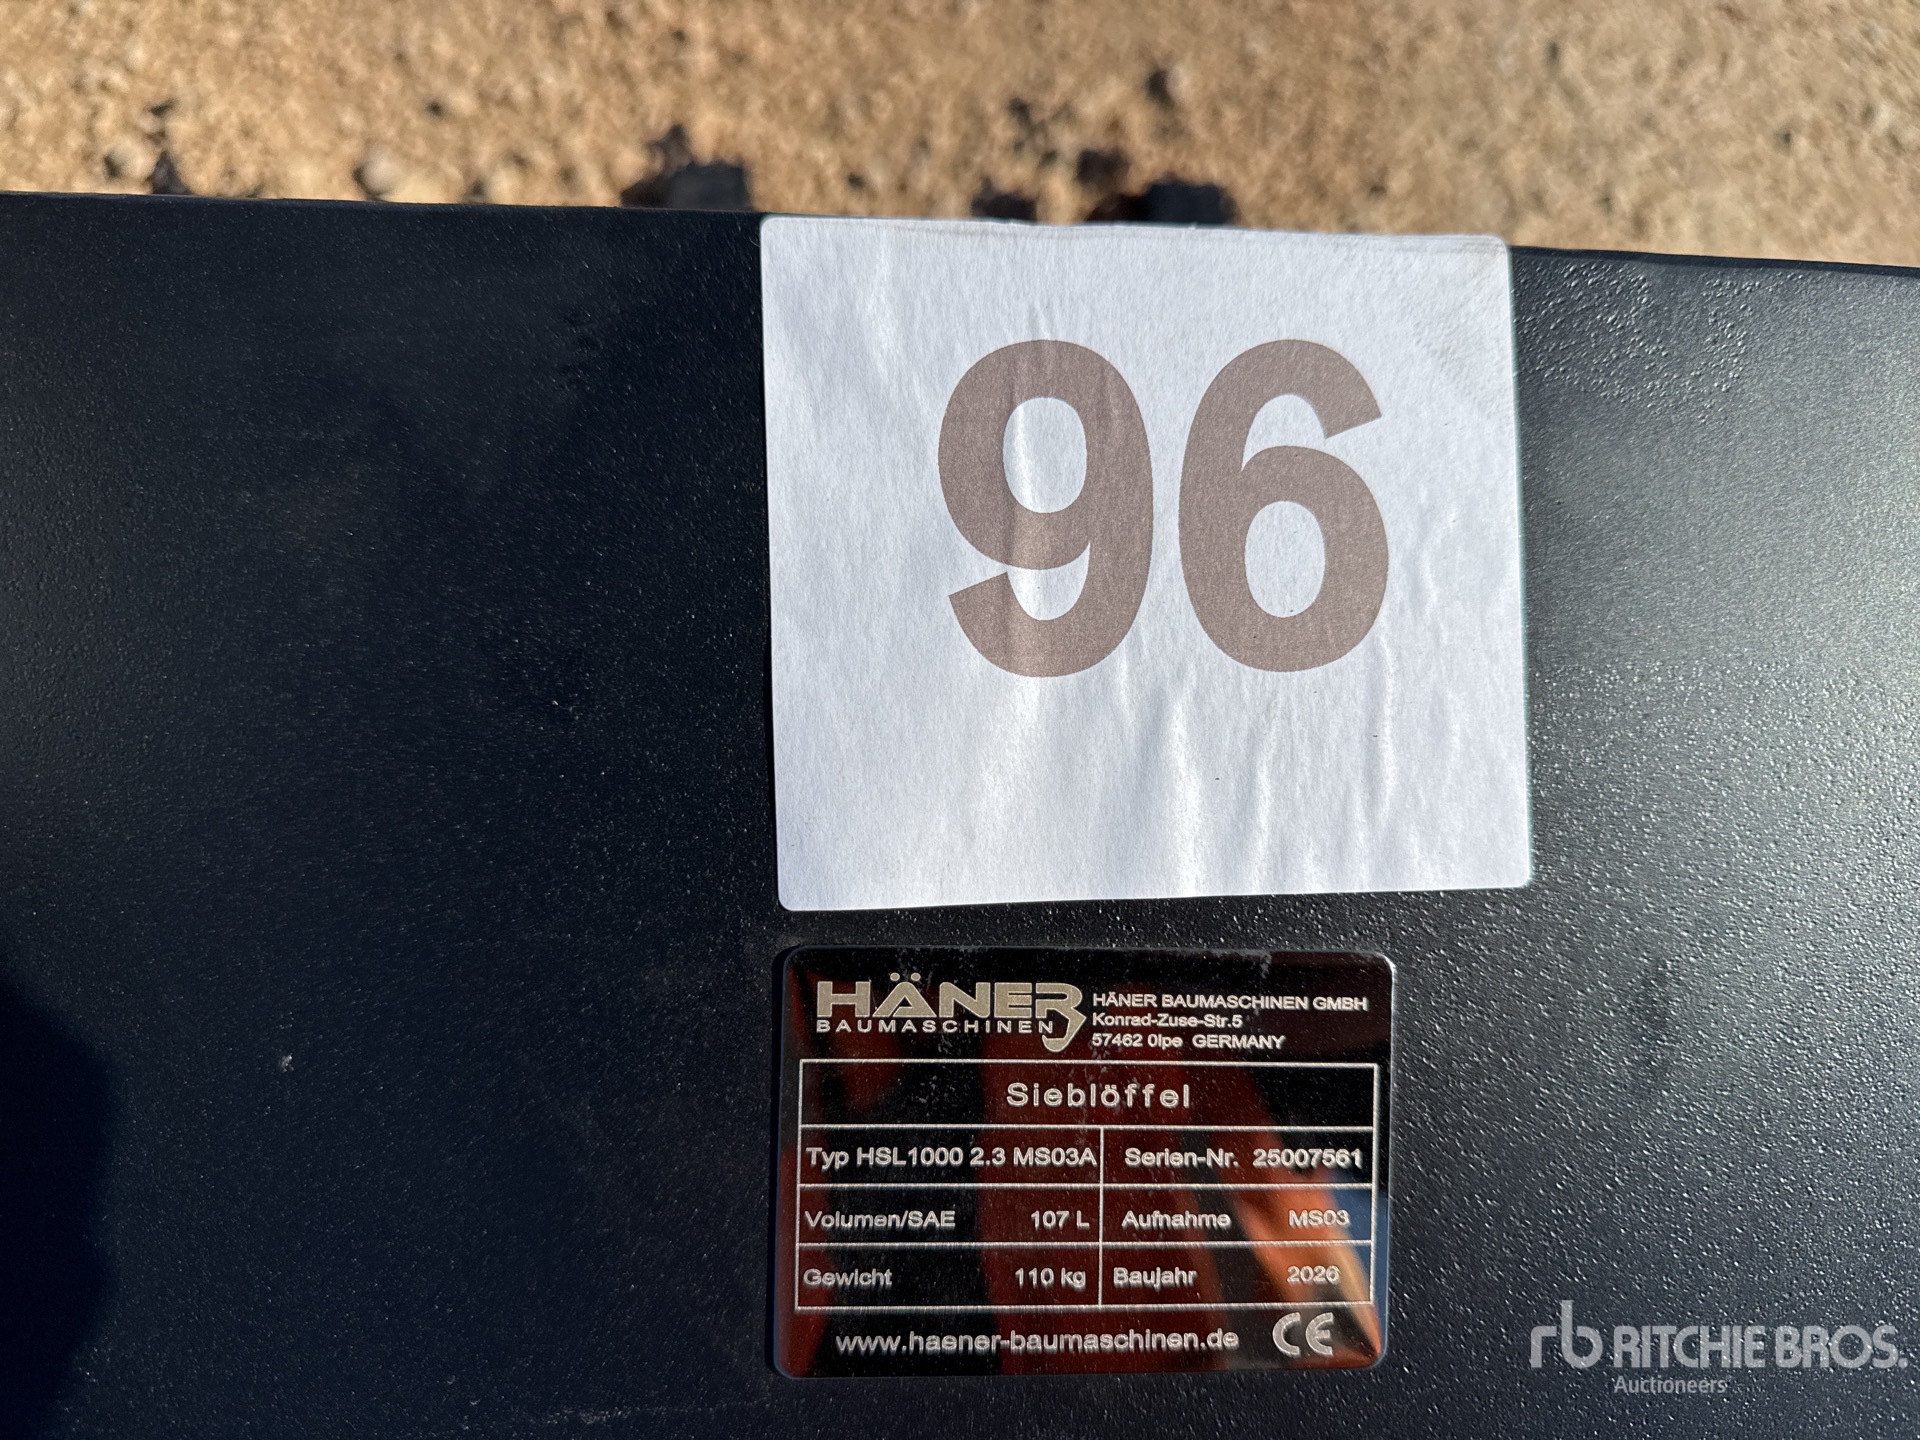 96
HÄNER
BAUMASCHINEN
HÄNER BAUMASCHINEN GMBH
Konrad-Zuse-Str.5
57462 Olpe GERMANY
Sieblöffel
Typ HSL1000 2.3 MS03A Serien-Nr. 25007561
Volumen/SAE 107 L Aufnahme MS03
Gewicht 110 kg Baujahr 2026
www.haener-baumaschinen.de CE
rb RITCHIE BROS.
Auctioneers